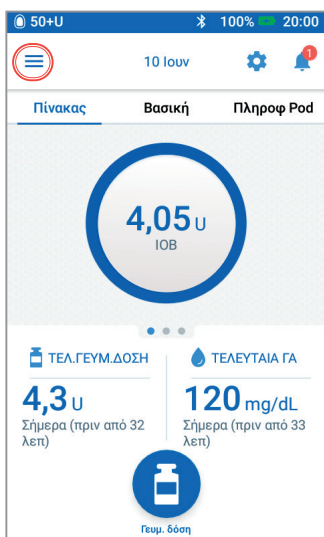 50+U 100% 20:00
10 Ιουν
1
Πίνακας Βασική Πληροφ Pod
4,05 U
IOB
ΤΕΛ.ΓΕΥΜ.ΔΟΣΗ
4,3 U
Σήμερα (πριν από 32
λεπ)
ΤΕΛΕΥΤΑΙΑ ΓΑ
120 mg/dL
Σήμερα (πριν από 33
λεπ)
Γευμ. δόση